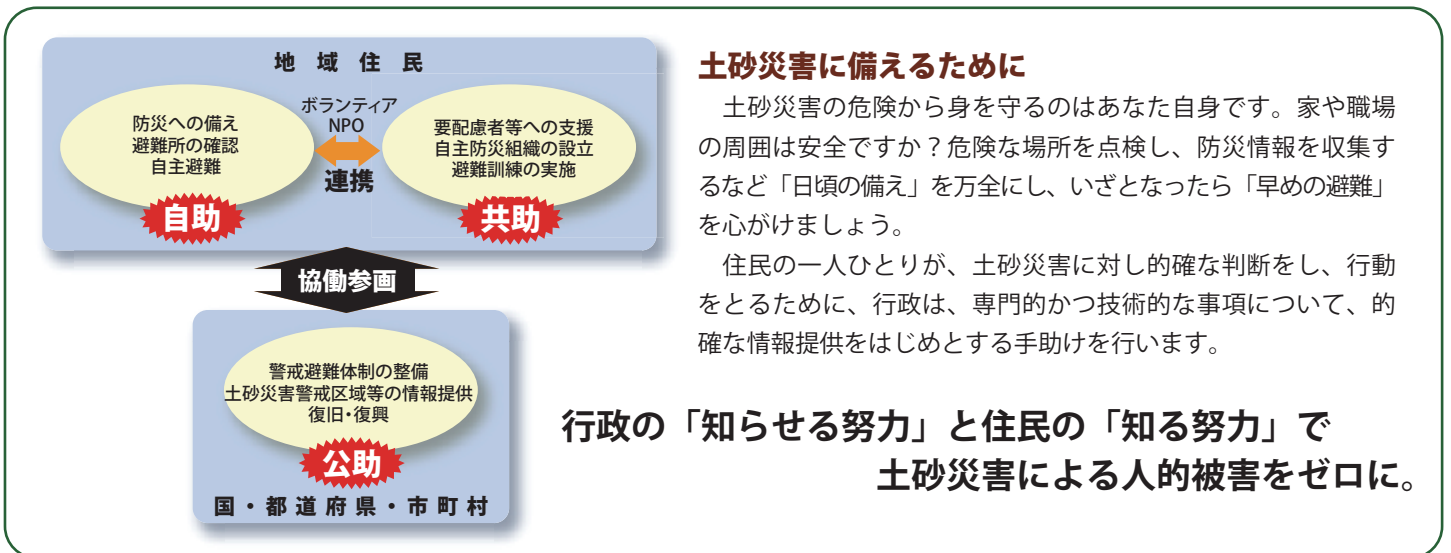 地域住民
防災への備え
避難所の確認
自主避難
自助
ボランティア
NPO
連携
要配慮者等への支援
自主防災組織の設立
避難訓練の実施
共助
協働参画
警戒避難体制の整備
土砂災害警戒区域等の情報提供
復旧・復興
公助
国・都道府県・市町村
土砂災害に備えるために
　土砂災害の危険から身を守るのはあなた自身です。家や職場
の周囲は安全ですか？危険な場所を点検し、防災情報を収集す
るなど「日頃の備え」を万全にし、いざとなったら「早めの避難」
を心がけましょう。
　住民の一人ひとりが、土砂災害に対し的確な判断をし、行動
をとるために、行政は、専門的かつ技術的な事項について、的
確な情報提供をはじめとする手助けを行います。
行政の「知らせる努力」と住民の「知る努力」で
土砂災害による人的被害をゼロに。